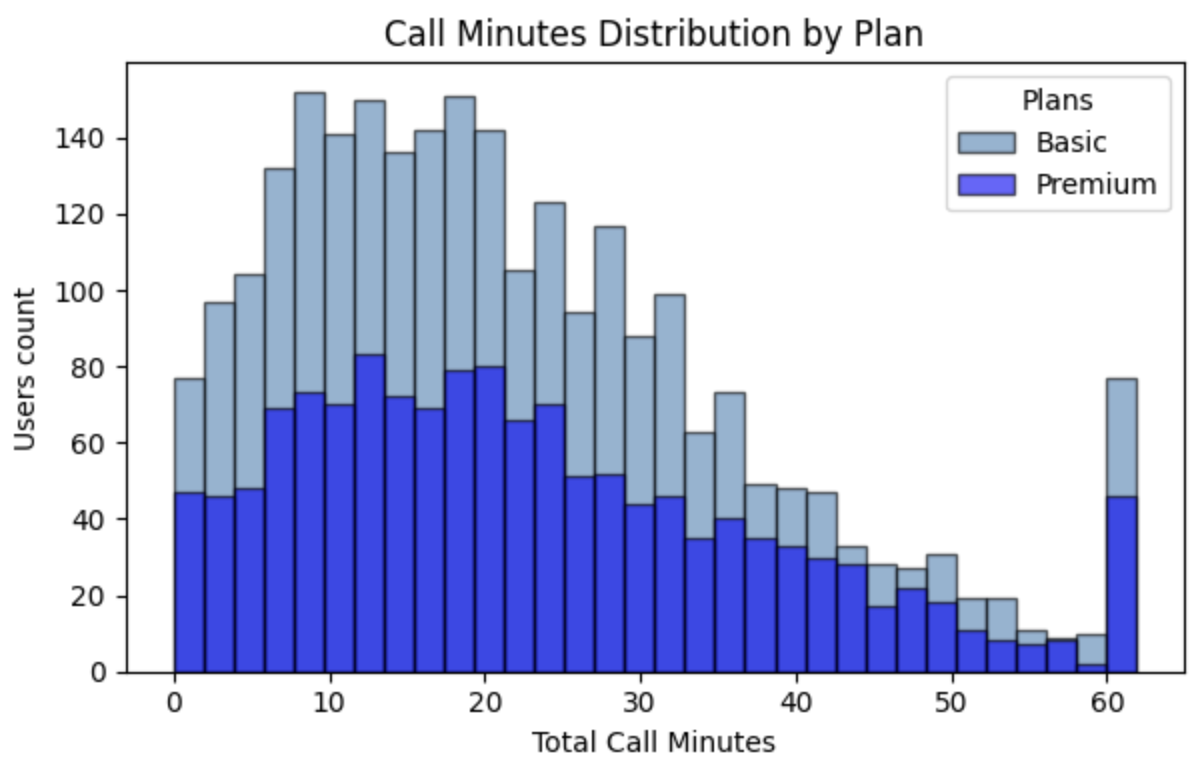 Call Minutes Distribution by Plan
Plans
Basic
Premium
Users count
140
120
100
80
60
40
20
0
0 10 20 30 40 50 60
Total Call Minutes